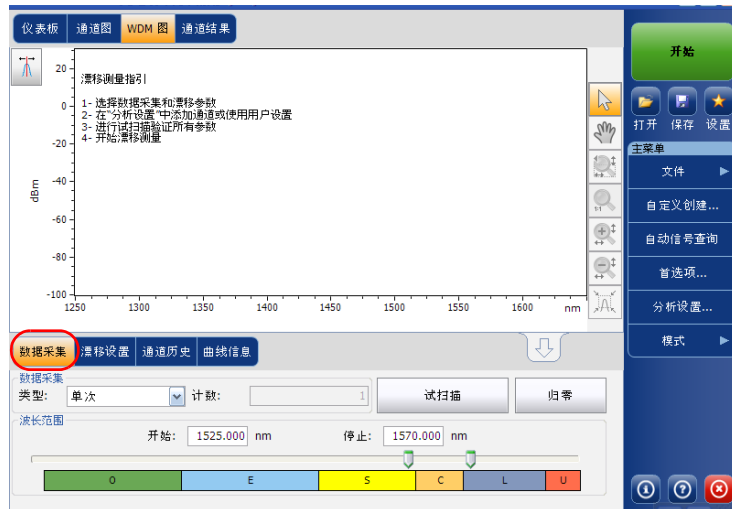 仪表板 通道图 WDM 图 通道结果
开始
漂移测量指引
1- 选择数据采集和漂移参数
2- 在"分析设置"中添加通道或使用用户设置
3- 进行试扫描验证所有参数
4- 开始漂移测量
20
0
-20
-40
-60
-80
-100
dBm
1250 1300 1350 1400 1450 1500 1550 1600 nm
1:1
打开 保存 设置
主菜单
文件
自定义创建...
自动信号查询
首选项...
分析设置...
模式
数据采集 漂移设置 通道历史 曲线信息
数据采集
类型: 单次 计数: 1 试扫描 归零
波长范围
开始: 1525.000 nm 停止: 1570.000 nm
O E S C L U